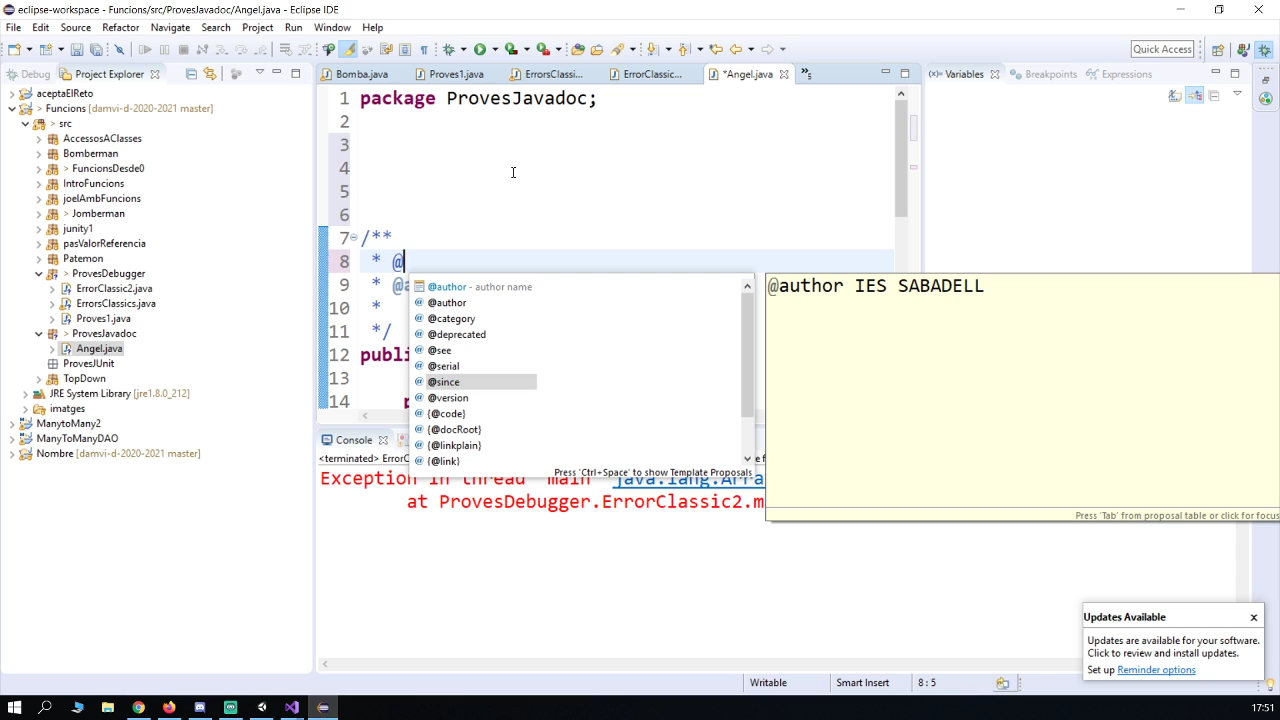 eclipse-workspace - Funcions/src/ProvesJavadoc/Angel.java - Eclipse IDE
File Edit Source Refactor Navigate Search Project Run Window Help
Quick Access
Debug Project Explorer
Bomba.java Proves1.java ErrorsClassi... ErrorClassic... *Angel.java »5
Variables Breakpoints Expressions
aceptaElReto
> Funcions [damvi-d-2020-2021 master]
> src
AccessosAClasses
Bomberman
> FuncionsDesde0
IntroFuncions
joelAmbFuncions
> Jomberman
junity1
pasValorReferencia
Patemon
ProvesDebugger
ErrorClassic2.java
ErrorsClassics.java
Proves1.java
> ProvesJavadoc
Angel.java
ProvesJUnit
TopDown
JRE System Library [jre1.8.0_212]
imatges
ManytoMany2
ManyToManyDAO
Nombre [damvi-d-2020-2021 master]
1 package ProvesJavadoc;
2
3
4
5
6
7 /**
8 * @
9 * @a
10 *
11 */
12 publi
13
14 p
@author - author name
@author
@category
@deprecated
@see
@serial
@since
@version
{@code}
{@docRoot}
{@linkplain}
{@link}
Press 'Ctrl+Space' to show Template Proposals
@author IES SABADELL
Press 'Tab' from proposal table or click for focus
Console
<terminated> ErrorC
Exception in thread "main" java.lang.Arra
at ProvesDebugger.ErrorClassic2.m
Updates Available
Updates are available for your software.
Click to review and install updates.
Set up Reminder options
Writable Smart Insert 8 : 5
17:51